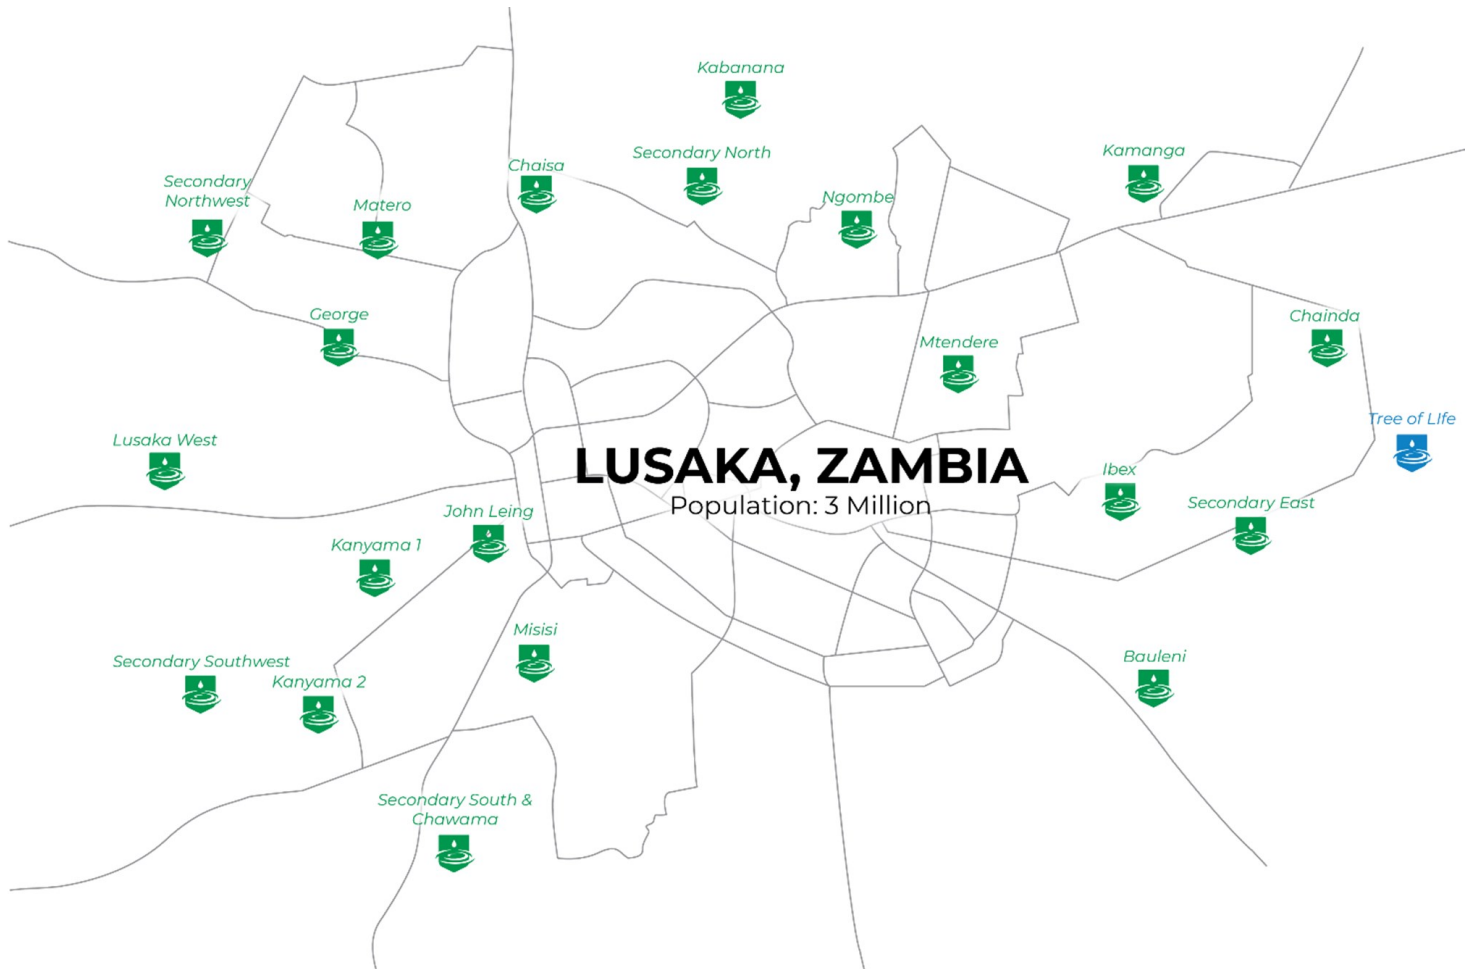 Kabanana
Secondary North
Kamanga
Chaisa
Secondary
Northwest
Matero
Ngombe
George
Chainda
Mtendere
Tree of LIfe
Lusaka West
LUSAKA, ZAMBIA
Population: 3 Million
Ibex
Secondary East
John Leing
Kanyama 1
Misisi
Bauleni
Secondary Southwest
Kanyama 2
Secondary South &
Chawama